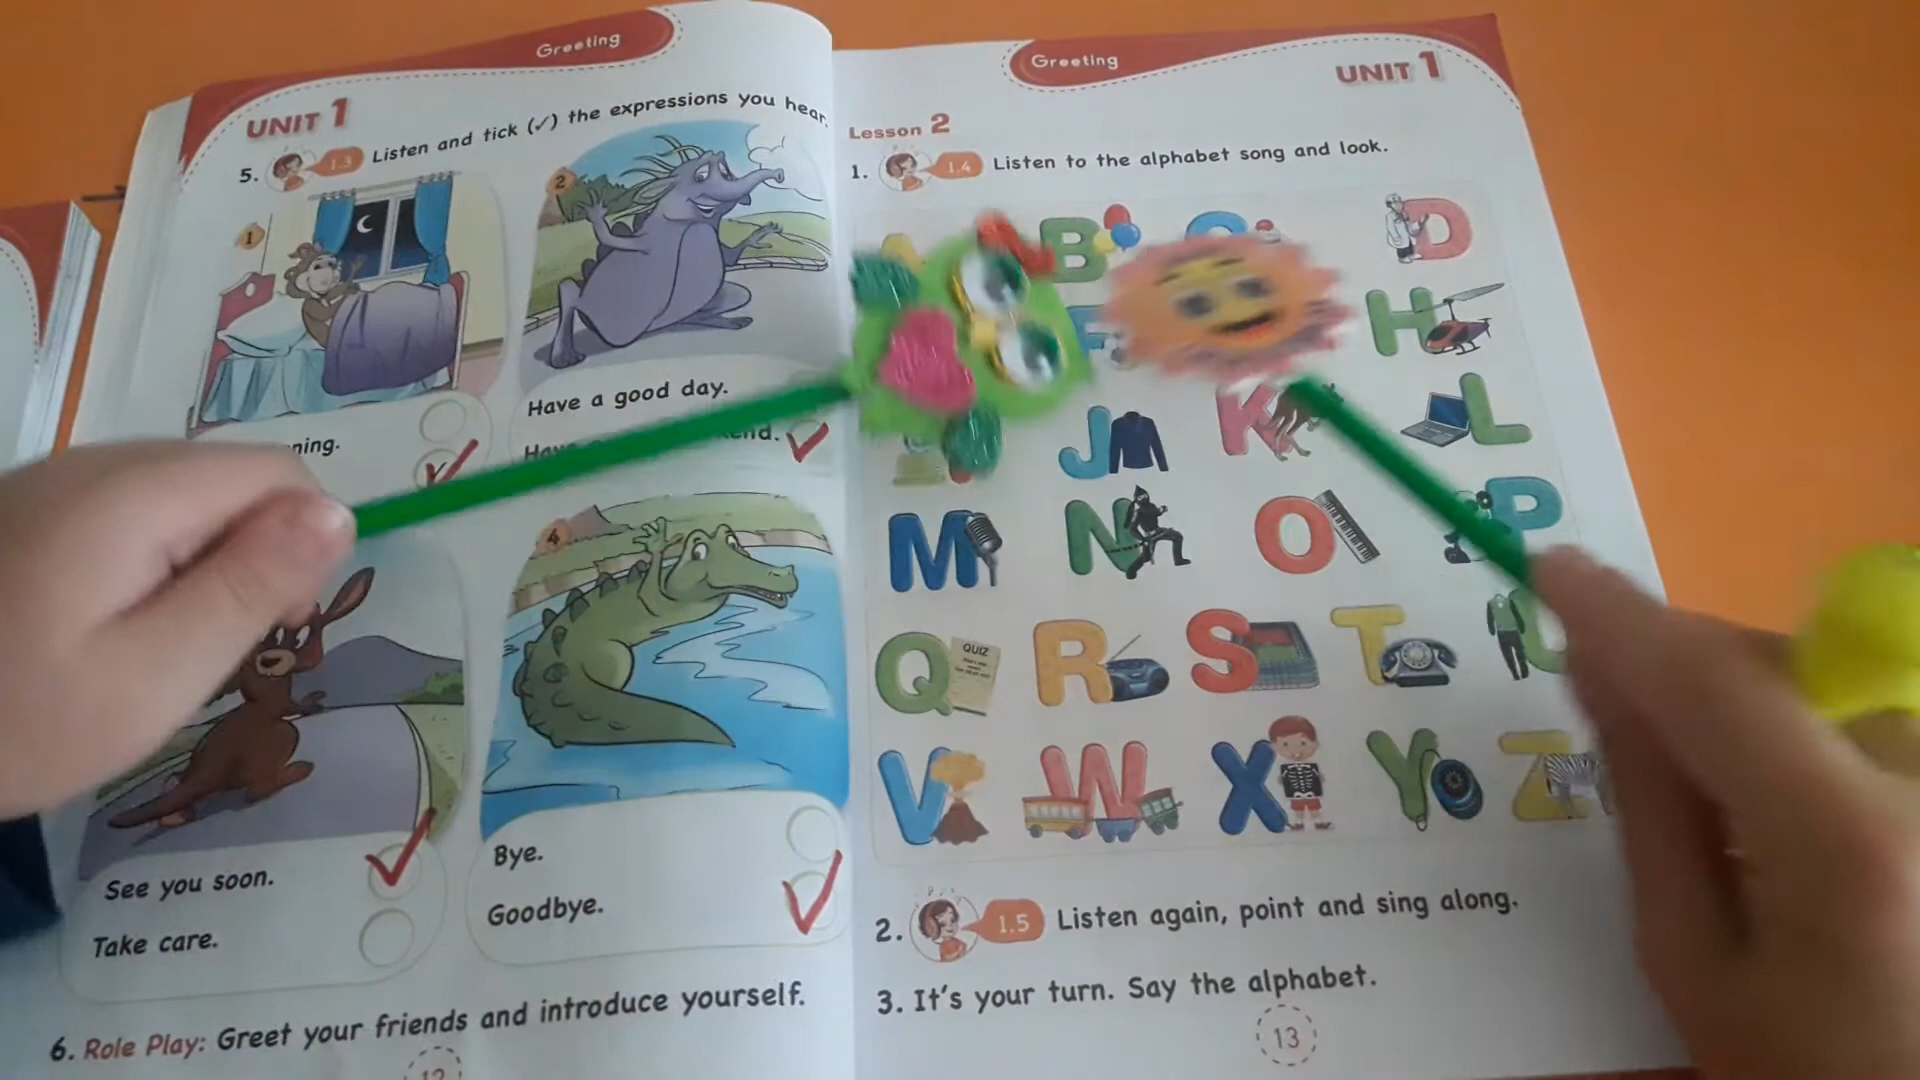 Greeting
UNIT 1
5. 1.3 Listen and tick (✓) the expressions you hear.
1
2
Have a good day.
4
See you soon.
Take care.
Bye.
Goodbye.
6. Role Play: Greet your friends and introduce yourself.
12
Greeting
UNIT 1
Lesson 2
1. 1.4 Listen to the alphabet song and look.
B D
H
J K L
M N O P
Q QUIZ R S T U
V W X Y Z
2. 1.5 Listen again, point and sing along.
3. It's your turn. Say the alphabet.
13